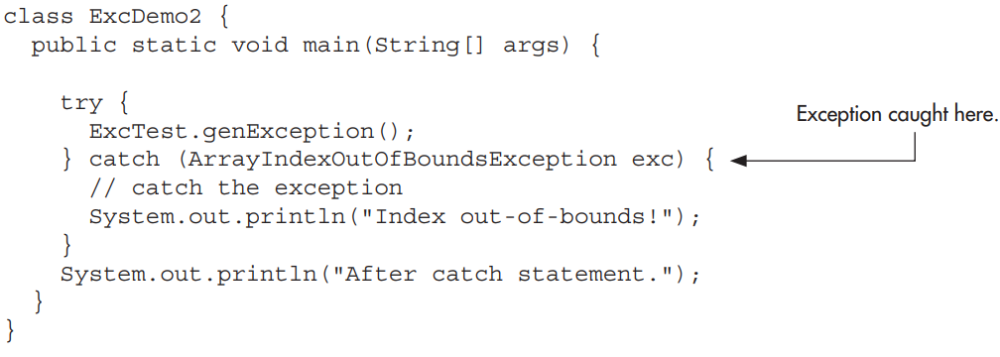 class ExcDemo2 {
  public static void main(String[] args) {

    try {
      ExcTest.genException();
    } catch (ArrayIndexOutOfBoundsException exc) {
Exception caught here.
      // catch the exception
      System.out.println("Index out-of-bounds!");
    }
    System.out.println("After catch statement.");
  }
}